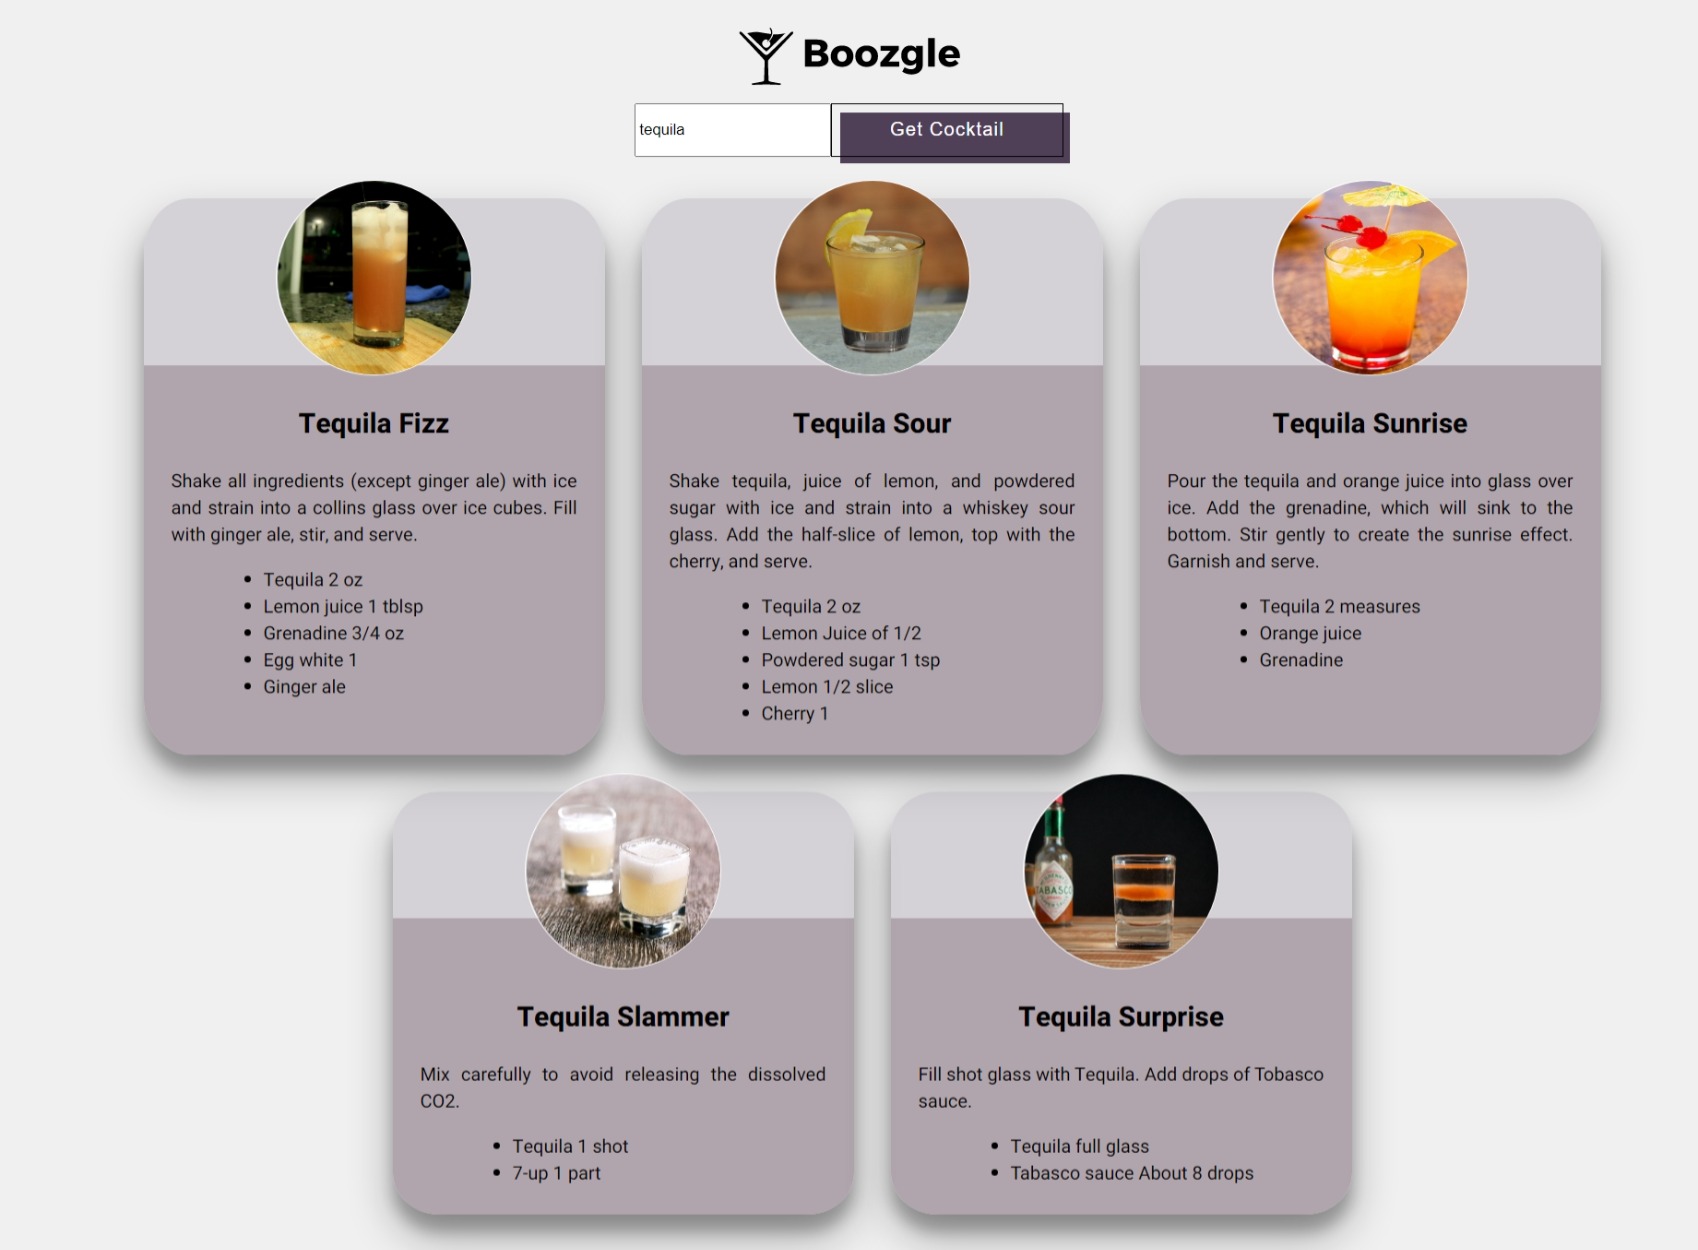 Boozgle
tequila
Get Cocktail
Tequila Fizz
Shake all ingredients (except ginger ale) with ice
and strain into a collins glass over ice cubes. Fill
with ginger ale, stir, and serve.
Tequila 2 oz
Lemon juice 1 tblsp
Grenadine 3/4 oz
Egg white 1
Ginger ale
Tequila Sour
Shake tequila, juice of lemon, and powdered
sugar with ice and strain into a whiskey sour
glass. Add the half-slice of lemon, top with the
cherry, and serve.
Tequila 2 oz
Lemon Juice of 1/2
Powdered sugar 1 tsp
Lemon 1/2 slice
Cherry 1
Tequila Sunrise
Pour the tequila and orange juice into glass over
ice. Add the grenadine, which will sink to the
bottom. Stir gently to create the sunrise effect.
Garnish and serve.
Tequila 2 measures
Orange juice
Grenadine
Tequila Slammer
Mix carefully to avoid releasing the dissolved
CO2.
Tequila 1 shot
7-up 1 part
TABASCO
Tequila Surprise
Fill shot glass with Tequila. Add drops of Tobasco
sauce.
Tequila full glass
Tabasco sauce About 8 drops